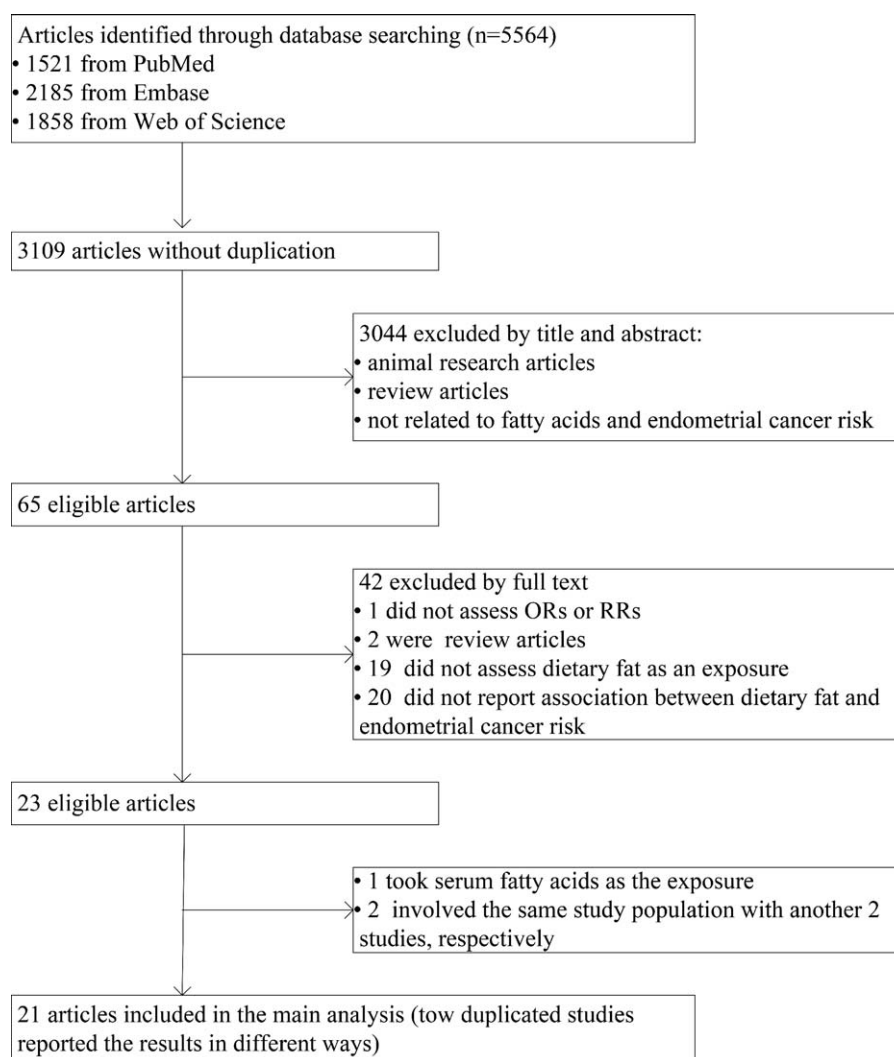 Articles identified through database searching (n=5564)
• 1521 from PubMed
• 2185 from Embase
• 1858 from Web of Science
3109 articles without duplication
3044 excluded by title and abstract:
• animal research articles
• review articles
• not related to fatty acids and endometrial cancer risk
65 eligible articles
42 excluded by full text
• 1 did not assess ORs or RRs
• 2 were review articles
• 19 did not assess dietary fat as an exposure
• 20 did not report association between dietary fat and
endometrial cancer risk
23 eligible articles
• 1 took serum fatty acids as the exposure
• 2 involved the same study population with another 2
studies, respectively
21 articles included in the main analysis (tow duplicated studies
reported the results in different ways)